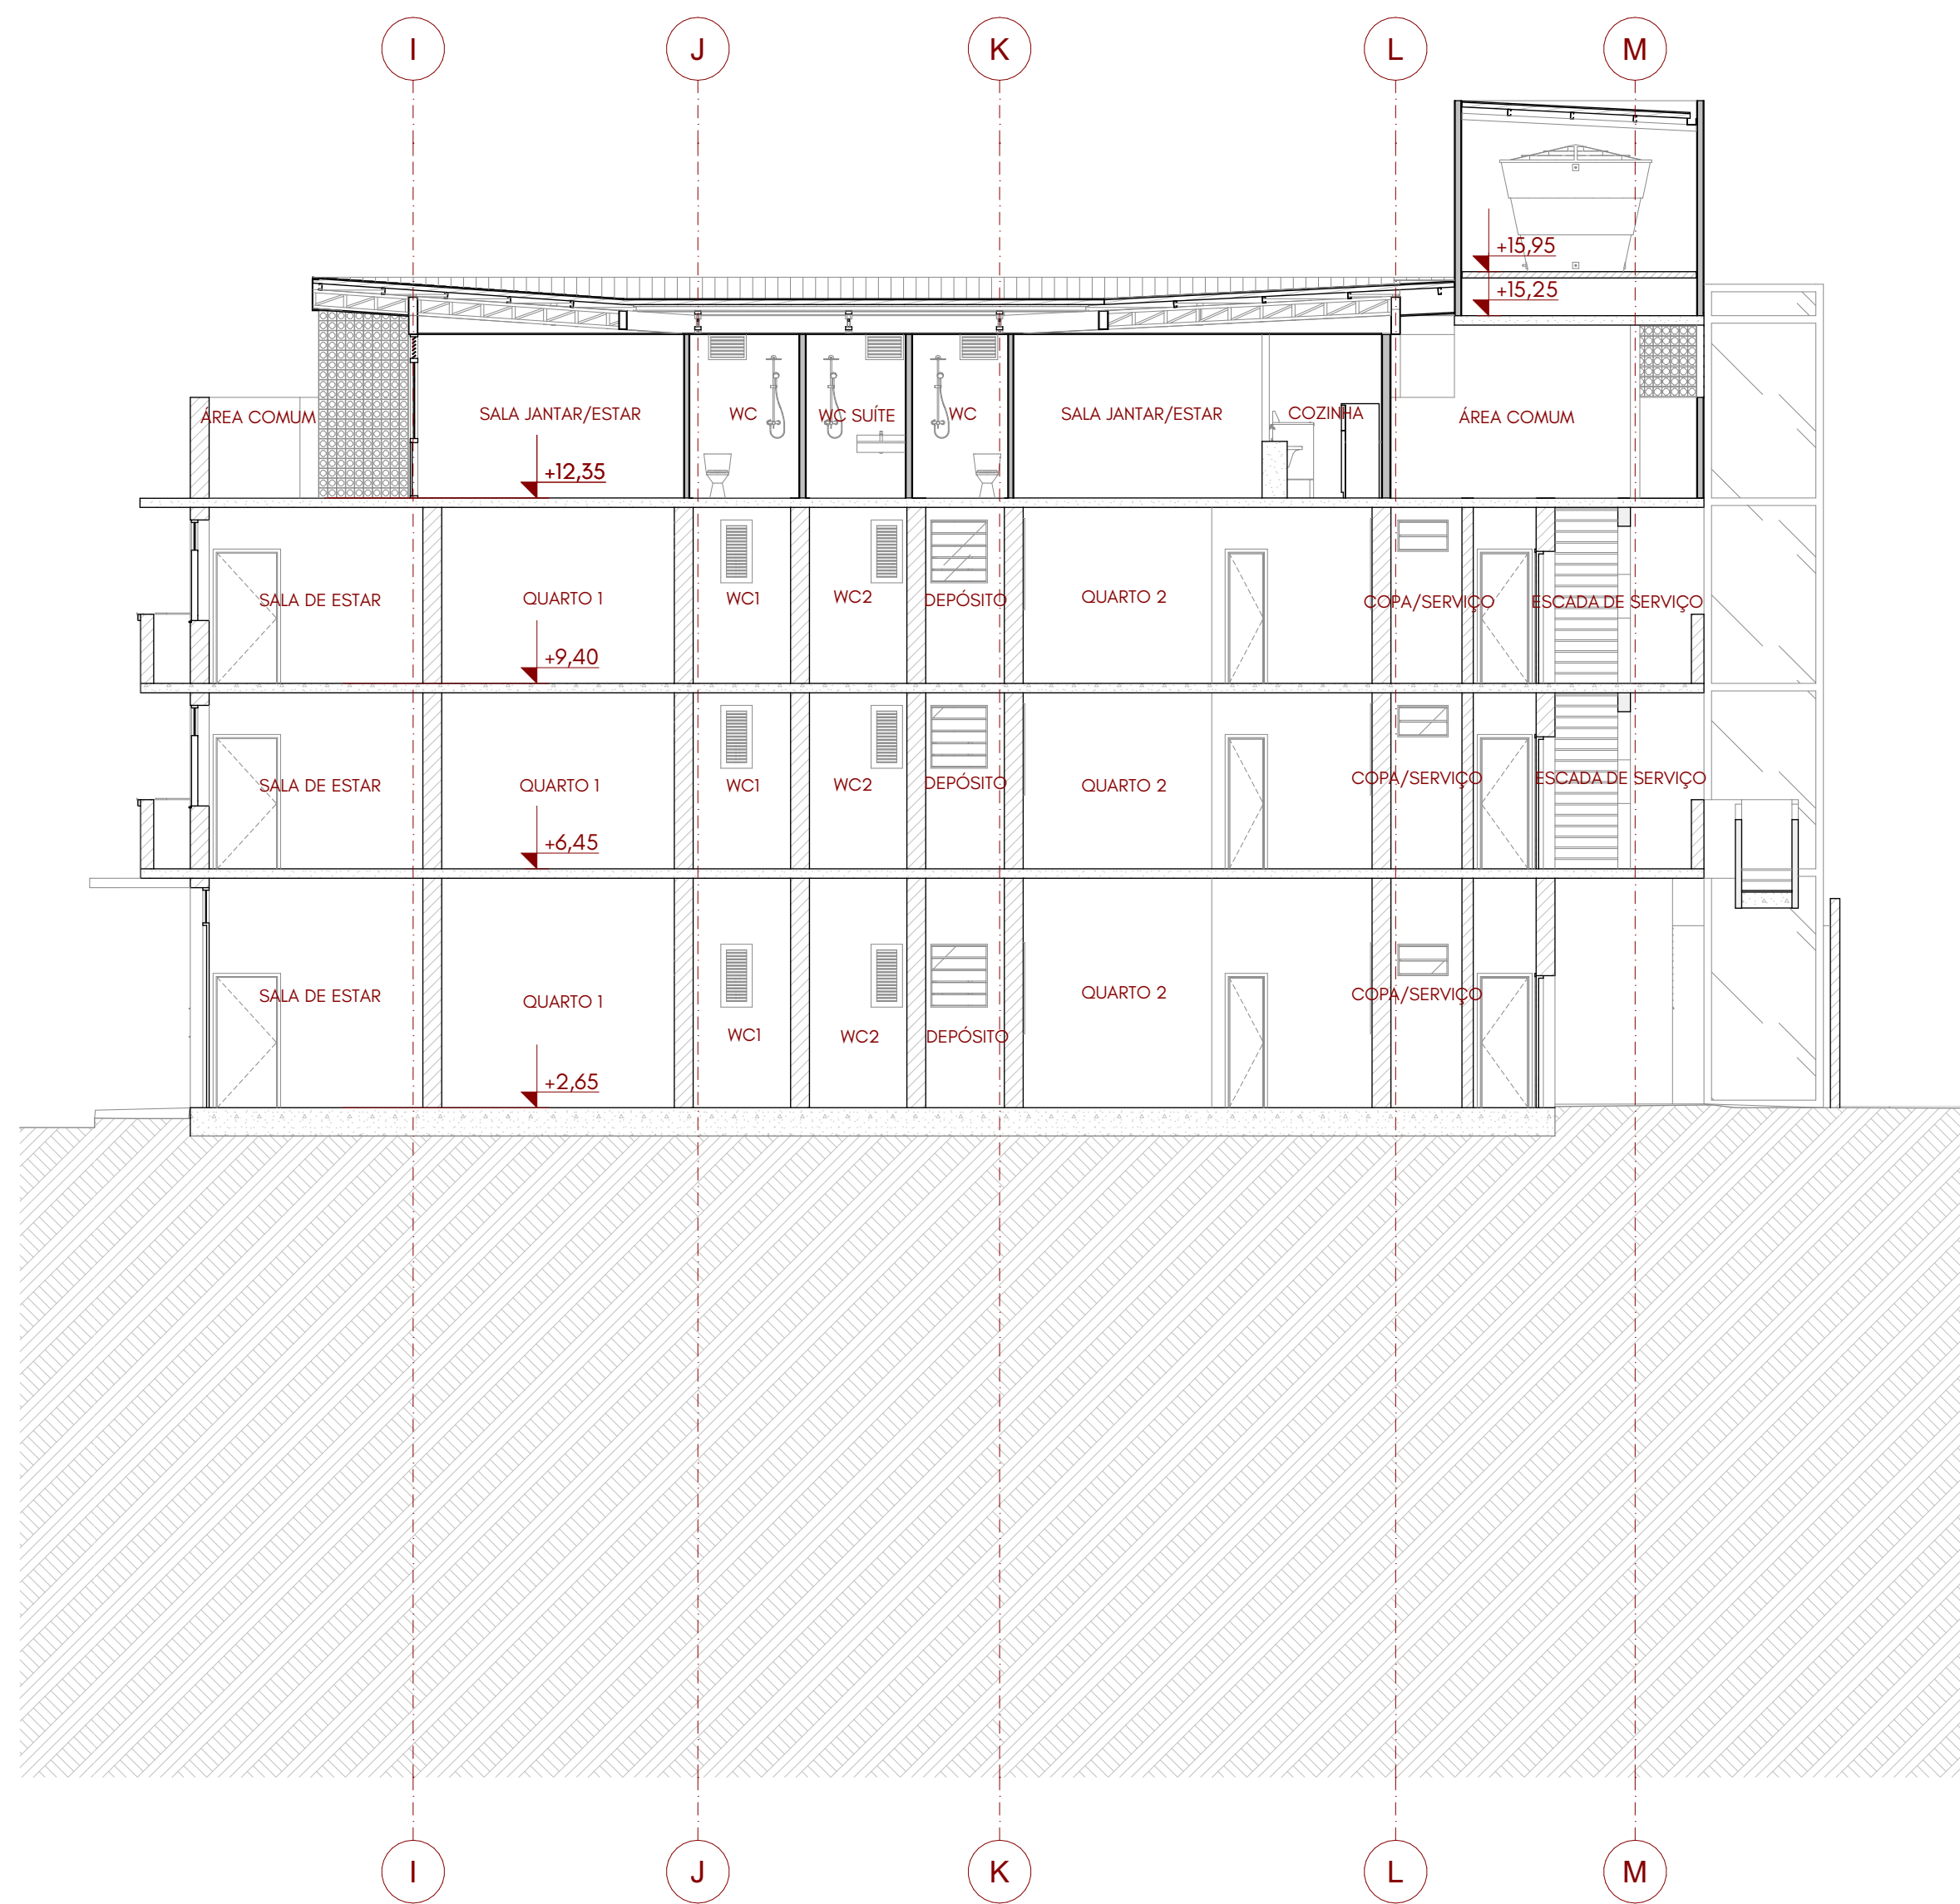 I
J
K
L
M
+15,95
+15,25
ÁREA COMUM
SALA JANTAR/ESTAR
WC
WC SUÍTE
WC
SALA JANTAR/ESTAR
COZINHA
ÁREA COMUM
+12,35
SALA DE ESTAR
QUARTO 1
WC1
WC2
DEPÓSITO
QUARTO 2
COPA/SERVIÇO
ESCADA DE SERVIÇO
+9,40
SALA DE ESTAR
QUARTO 1
WC1
WC2
DEPÓSITO
QUARTO 2
COPA/SERVIÇO
ESCADA DE SERVIÇO
+6,45
SALA DE ESTAR
QUARTO 1
WC1
WC2
DEPÓSITO
QUARTO 2
COPA/SERVIÇO
+2,65
I
J
K
L
M